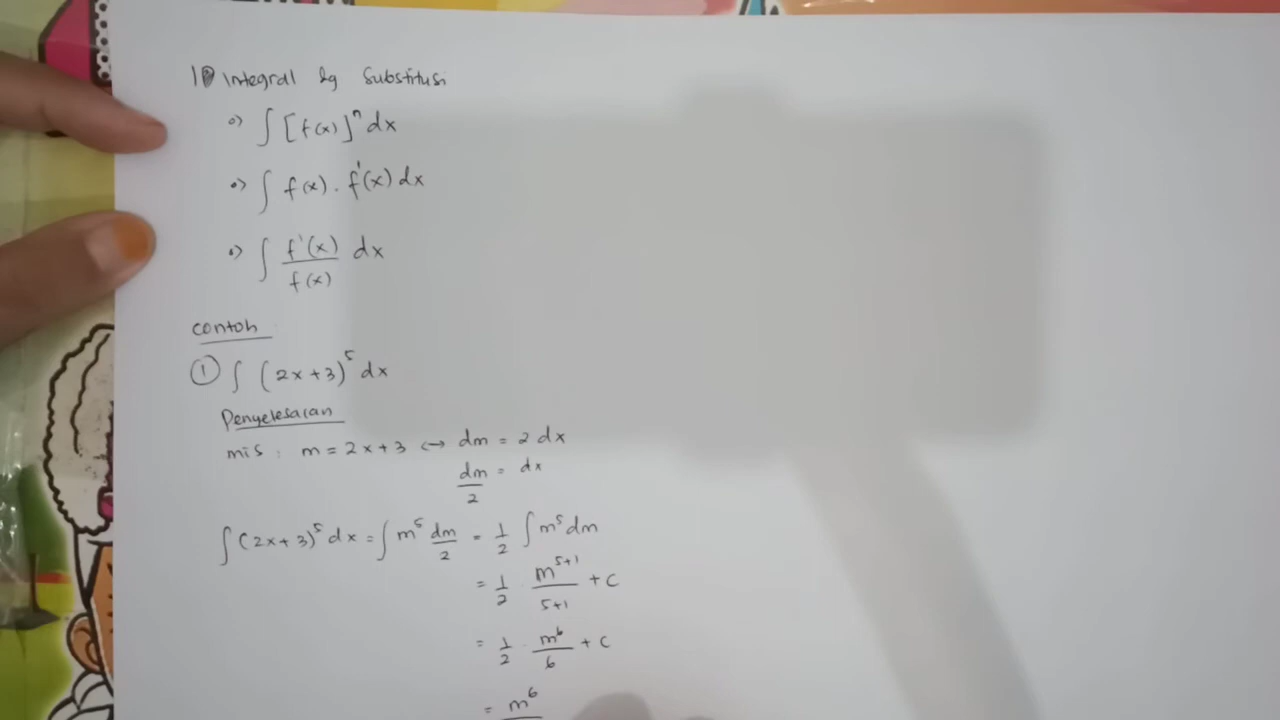 1 Integral dg Substitusi
•> ∫ [f(x)]ⁿ dx
•> ∫ f(x) . f'(x) dx
•> ∫ f'(x)/f(x) dx
Contoh :
① ∫ (2x+3)⁵ dx
Penyelesaian
mis : m = 2x+3 ↔ dm = 2 dx
dm/2 = dx
∫ (2x+3)⁵ dx = ∫ m⁵ dm/2 = 1/2 ∫ m⁵ dm
= 1/2 . m⁵⁺¹/5+1 + C
= 1/2 . m⁶/6 + C
= m⁶